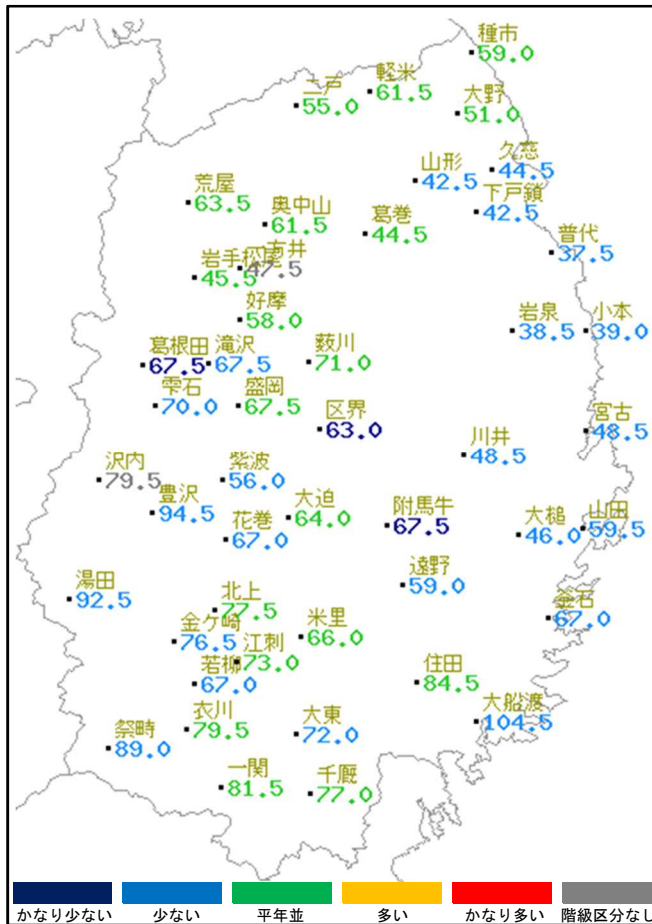 種市
59.0
軽米
61.5
二戸
55.0
大野
51.0
久慈
44.5
山形
42.5
下戸鎖
42.5
荒屋
63.5
奥中山
61.5
葛巻
44.5
普代
37.5
岩手松尾
45.5
47.5
好摩
58.0
岩泉
38.5
小本
39.0
葛根田
67.5
滝沢
67.5
薮川
71.0
雫石
70.0
盛岡
67.5
区界
63.0
宮古
48.5
川井
48.5
沢内
79.5
紫波
56.0
豊沢
94.5
大迫
64.0
附馬牛
67.5
花巻
67.0
大槌
46.0
山田
59.5
遠野
59.0
湯田
92.5
北上
77.5
釜石
67.0
金ケ崎
76.5
米里
66.0
江刺
73.0
若柳
67.0
住田
84.5
大船渡
104.5
衣川
79.5
大東
72.0
祭畤
89.0
一関
81.5
千厩
77.0
かなり少ない 少ない 平年並 多い かなり多い 階級区分なし